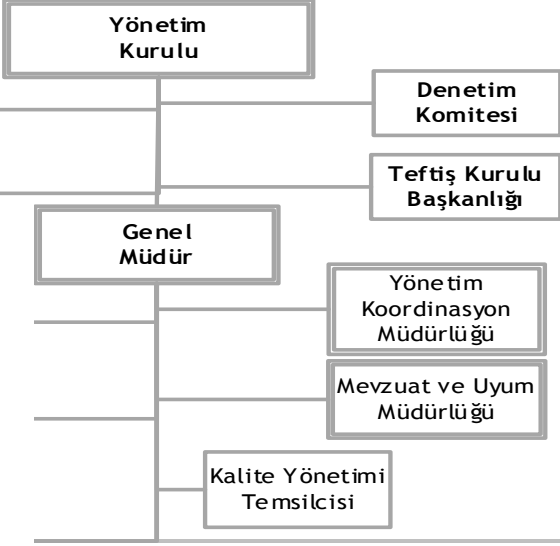 Yönetim
Kurulu
Denetim
Komitesi
Teftiş Kurulu
Başkanlığı
Genel
Müdür
Yönetim
Koordinasyon
Müdürlüğü
Mevzuat ve Uyum
Müdürlüğü
Kalite Yönetimi
Temsilcisi